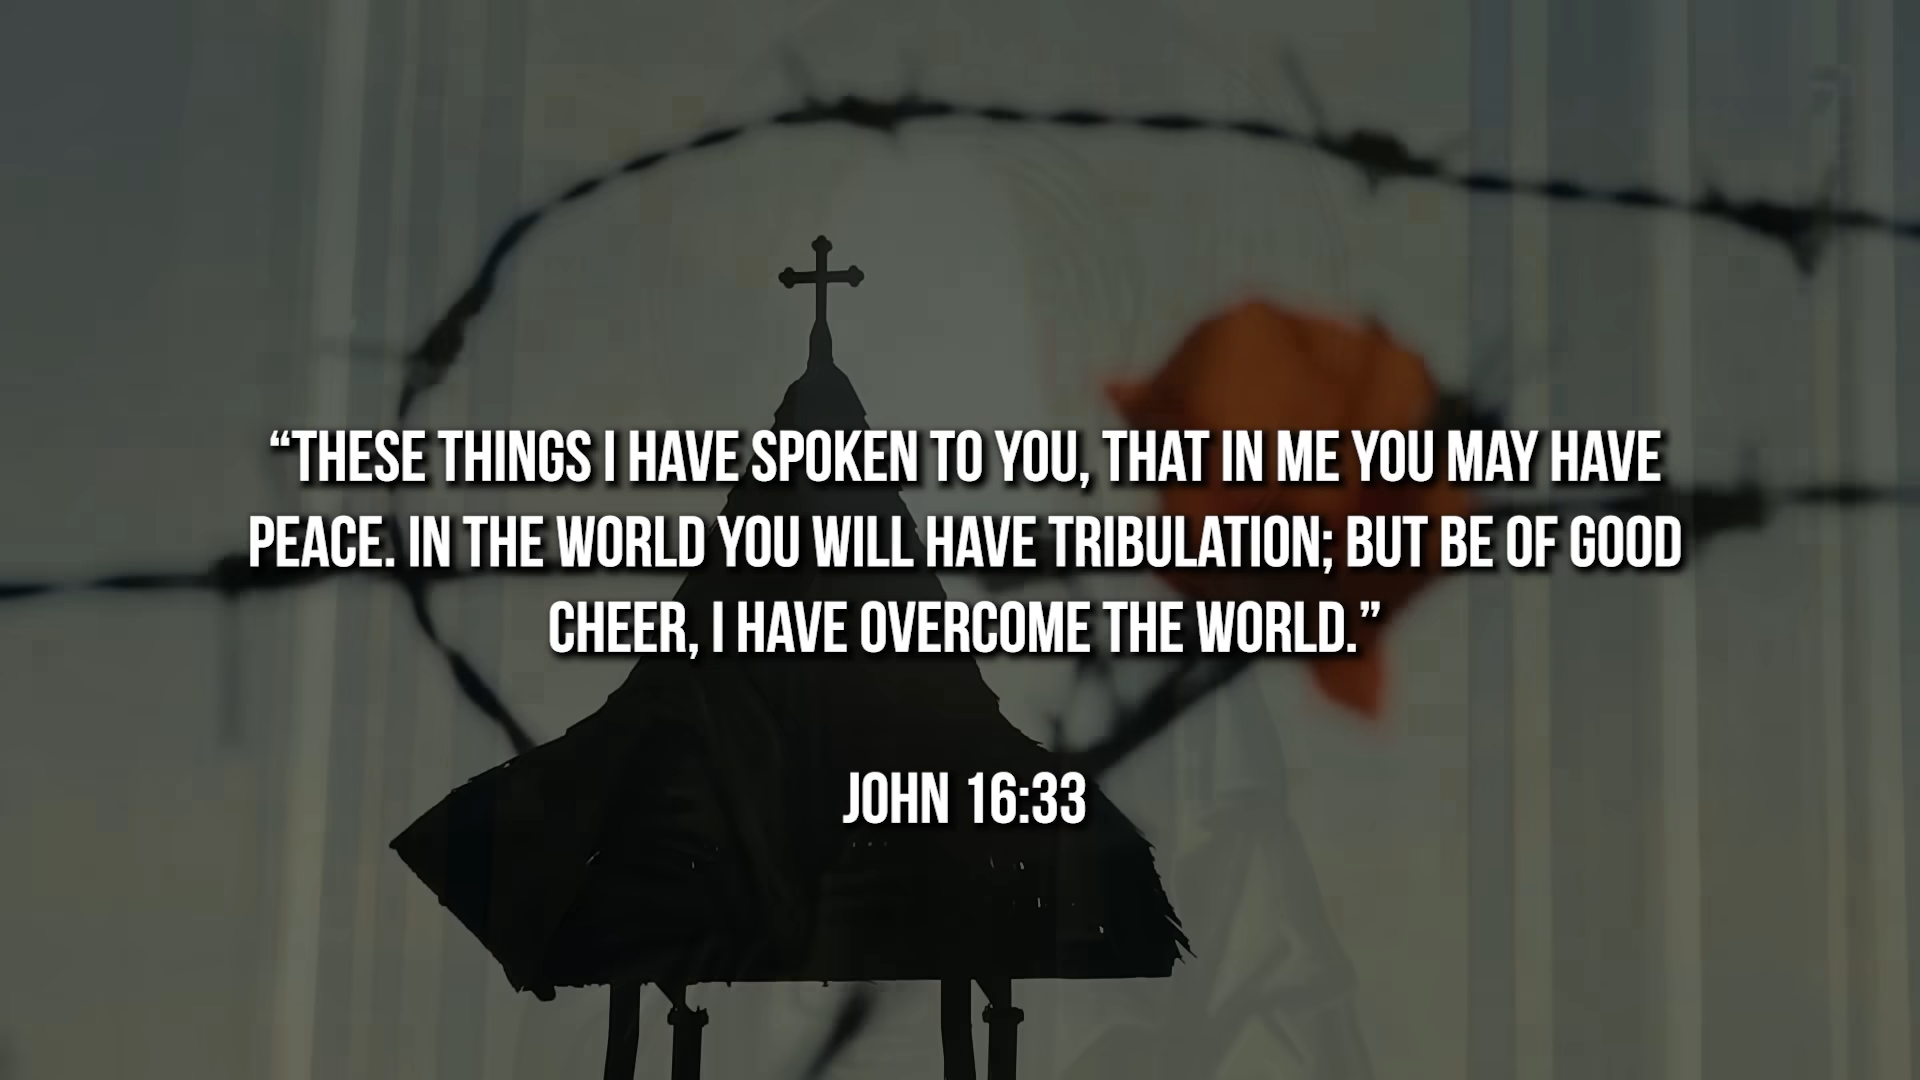 “THESE THINGS I HAVE SPOKEN TO YOU, THAT IN ME YOU MAY HAVE
PEACE. IN THE WORLD YOU WILL HAVE TRIBULATION; BUT BE OF GOOD
CHEER, I HAVE OVERCOME THE WORLD.”
JOHN 16:33